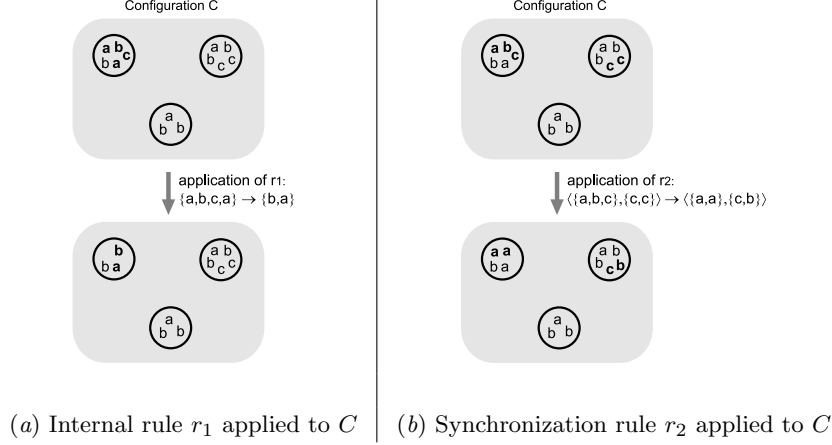 Configuration C
a b
c
b a
a b
b c c
a
b b
application of r1:
{a,b,c,a} → {b,a}
b
b a
a b
b c c
a
b b
(a) Internal rule r1 applied to C
Configuration C
a b
c
b a
a b
b c c
a
b b
application of r2:
⟨{a,b,c},{c,c}⟩ → ⟨{a,a},{c,b}⟩
a a
b a
a b
b c b
a
b b
(b) Synchronization rule r2 applied to C